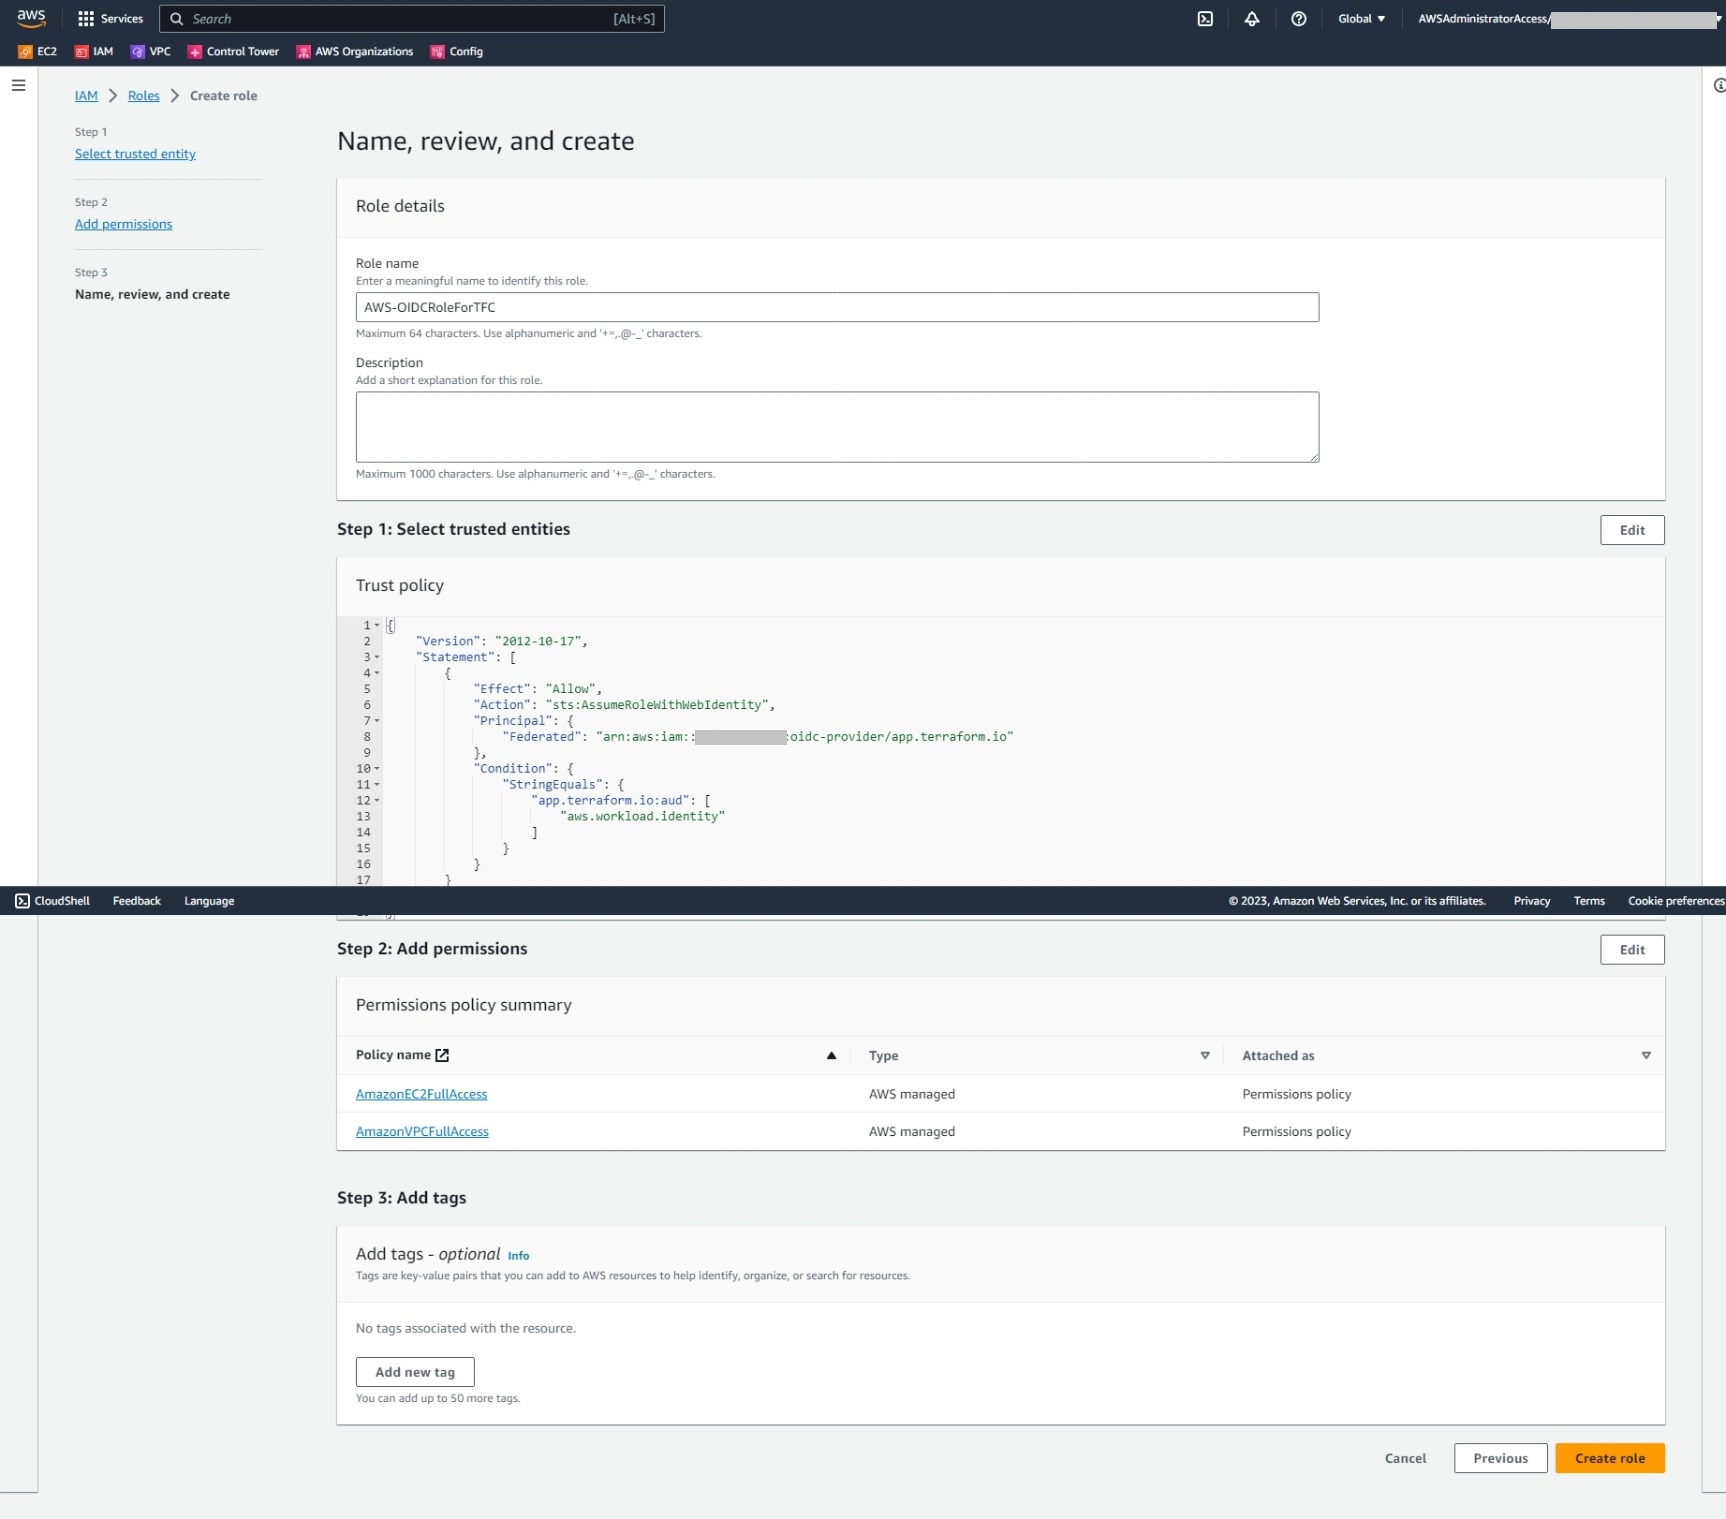 aws
Services
Search
[Alt+S]
Global
AWSAdministratorAccess/
EC2
IAM
VPC
Control Tower
AWS Organizations
Config
IAM
Roles
Create role
Step 1
Select trusted entity
Step 2
Add permissions
Step 3
Name, review, and create
Name, review, and create
Role details
Role name
Enter a meaningful name to identify this role.
AWS-OIDCRoleForTFC
Maximum 64 characters. Use alphanumeric and '+=,.@-_' characters.
Description
Add a short explanation for this role.
Maximum 1000 characters. Use alphanumeric and '+=,.@-_' characters.
Step 1: Select trusted entities
Edit
Trust policy
1 {
2 "Version": "2012-10-17",
3 "Statement": [
4 {
5 "Effect": "Allow",
6 "Action": "sts:AssumeRoleWithWebIdentity",
7 "Principal": {
8 "Federated": "arn:aws:iam:: :oidc-provider/app.terraform.io"
9 },
10 "Condition": {
11 "StringEquals": {
12 "app.terraform.io:aud": [
13 "aws.workload.identity"
14 ]
15 }
16 }
17 }
CloudShell
Feedback
Language
© 2023, Amazon Web Services, Inc. or its affiliates.
Privacy
Terms
Cookie preferences
Step 2: Add permissions
Edit
Permissions policy summary
Policy name
Type
Attached as
AmazonEC2FullAccess
AWS managed
Permissions policy
AmazonVPCFullAccess
AWS managed
Permissions policy
Step 3: Add tags
Add tags - optional Info
Tags are key-value pairs that you can add to AWS resources to help identify, organize, or search for resources.
No tags associated with the resource.
Add new tag
You can add up to 50 more tags.
Cancel
Previous
Create role